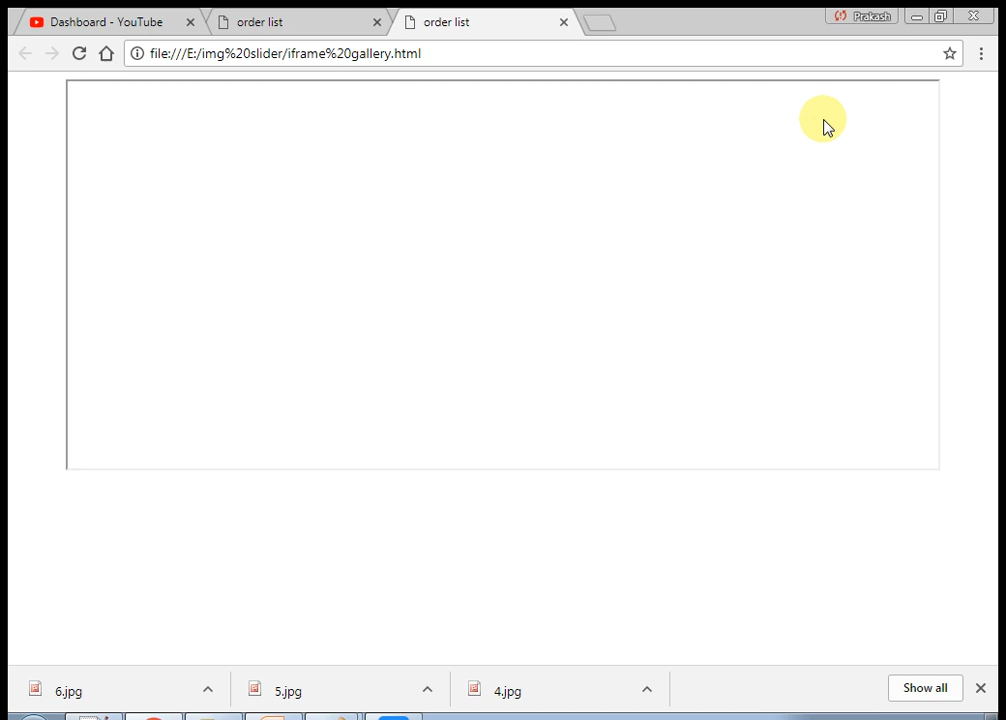 Dashboard - YouTube
order list
order list
Prakash
file:///E:/img%20slider/iframe%20gallery.html
6.jpg
5.jpg
4.jpg
Show all